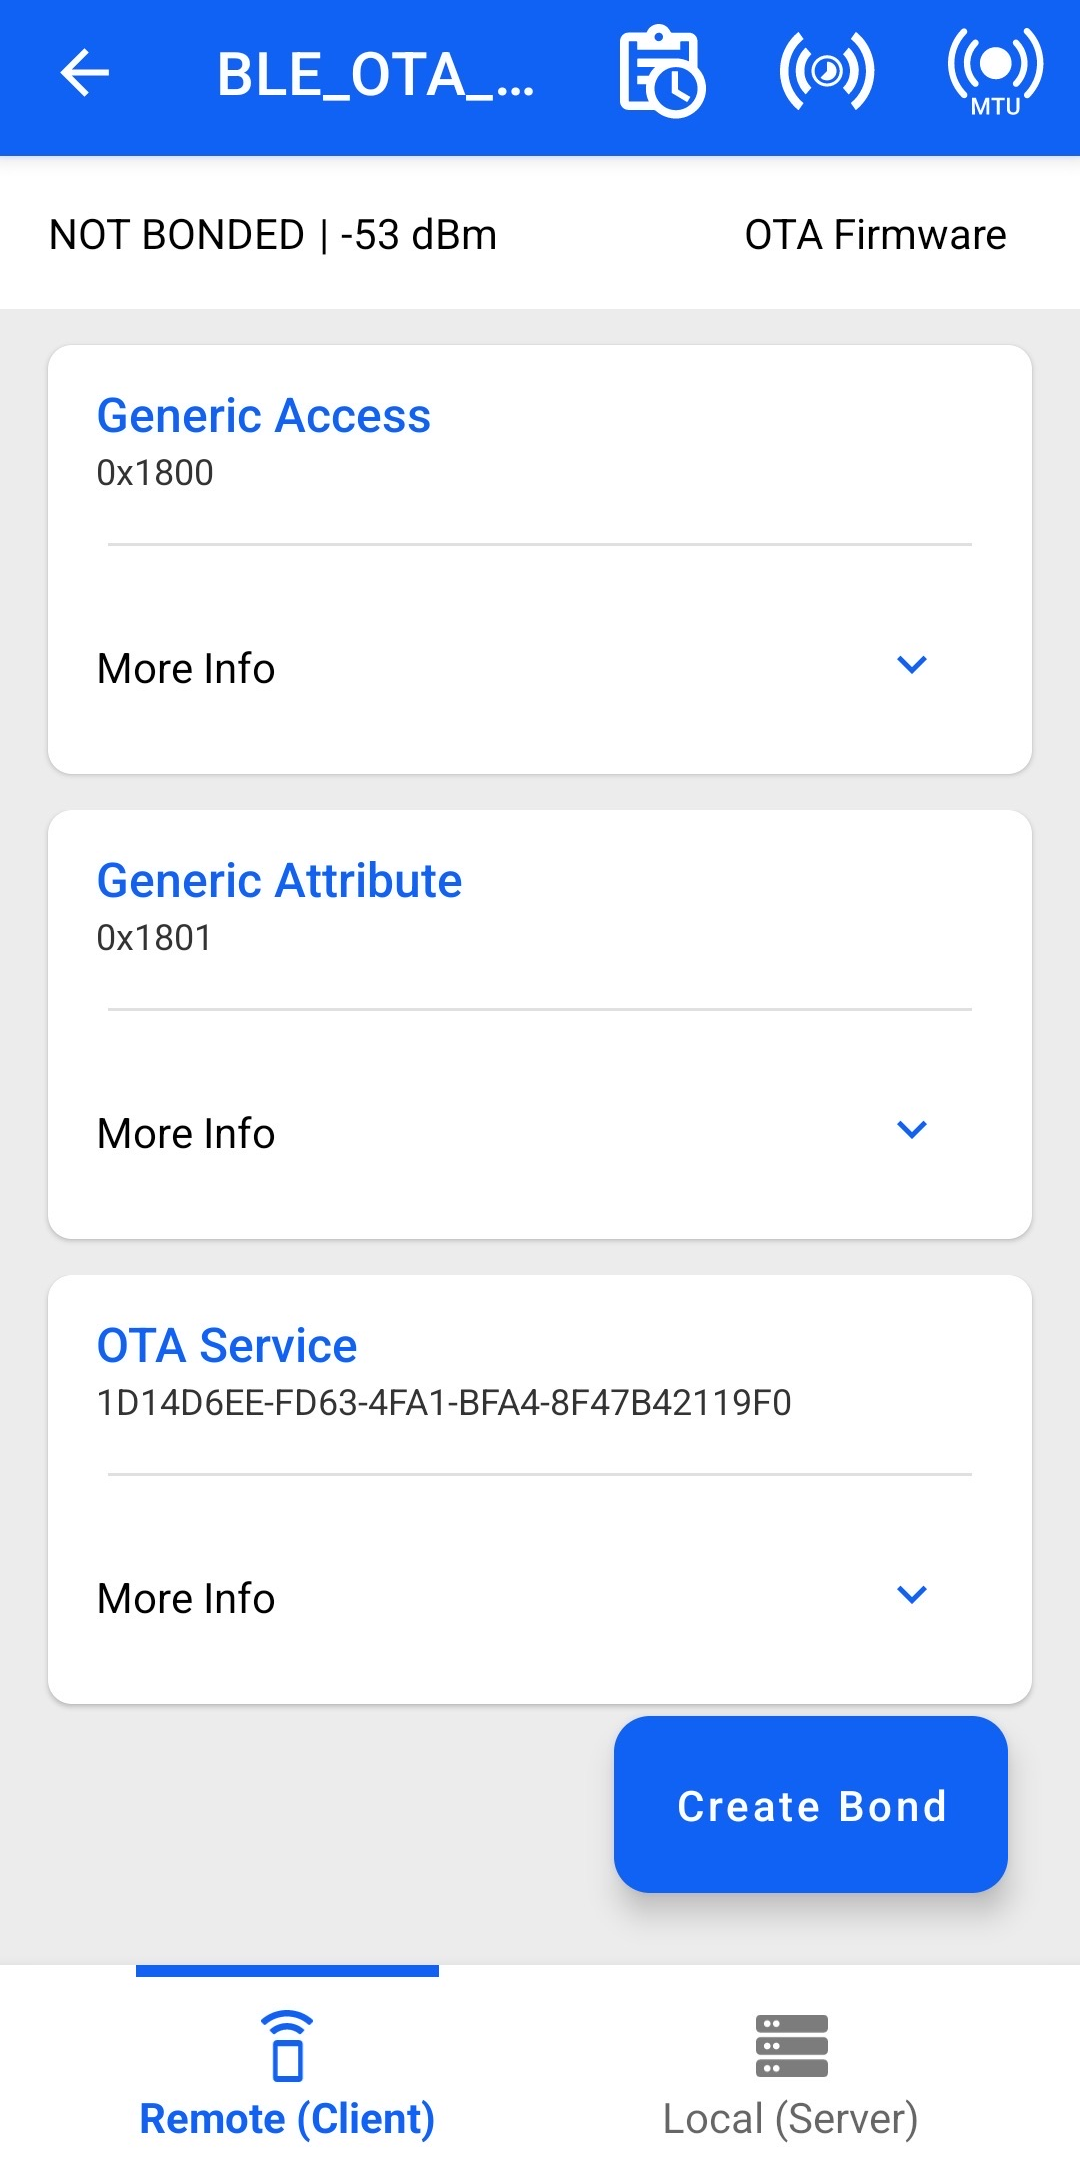 BLE_OTA_...
MTU
NOT BONDED | -53 dBm
OTA Firmware
Generic Access
0x1800
More Info
Generic Attribute
0x1801
More Info
OTA Service
1D14D6EE-FD63-4FA1-BFA4-8F47B42119F0
More Info
Create Bond
Remote (Client)
Local (Server)